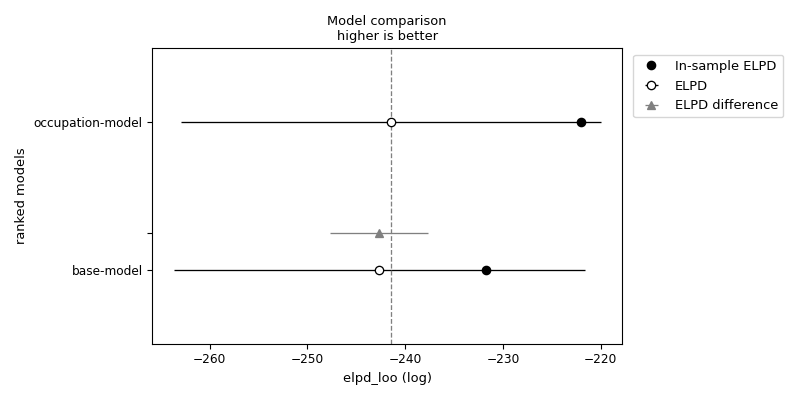 Model comparison
higher is better
In-sample ELPD
ELPD
ELPD difference
occupation-model
base-model
ranked models
−260
−250
−240
−230
−220
elpd_loo (log)